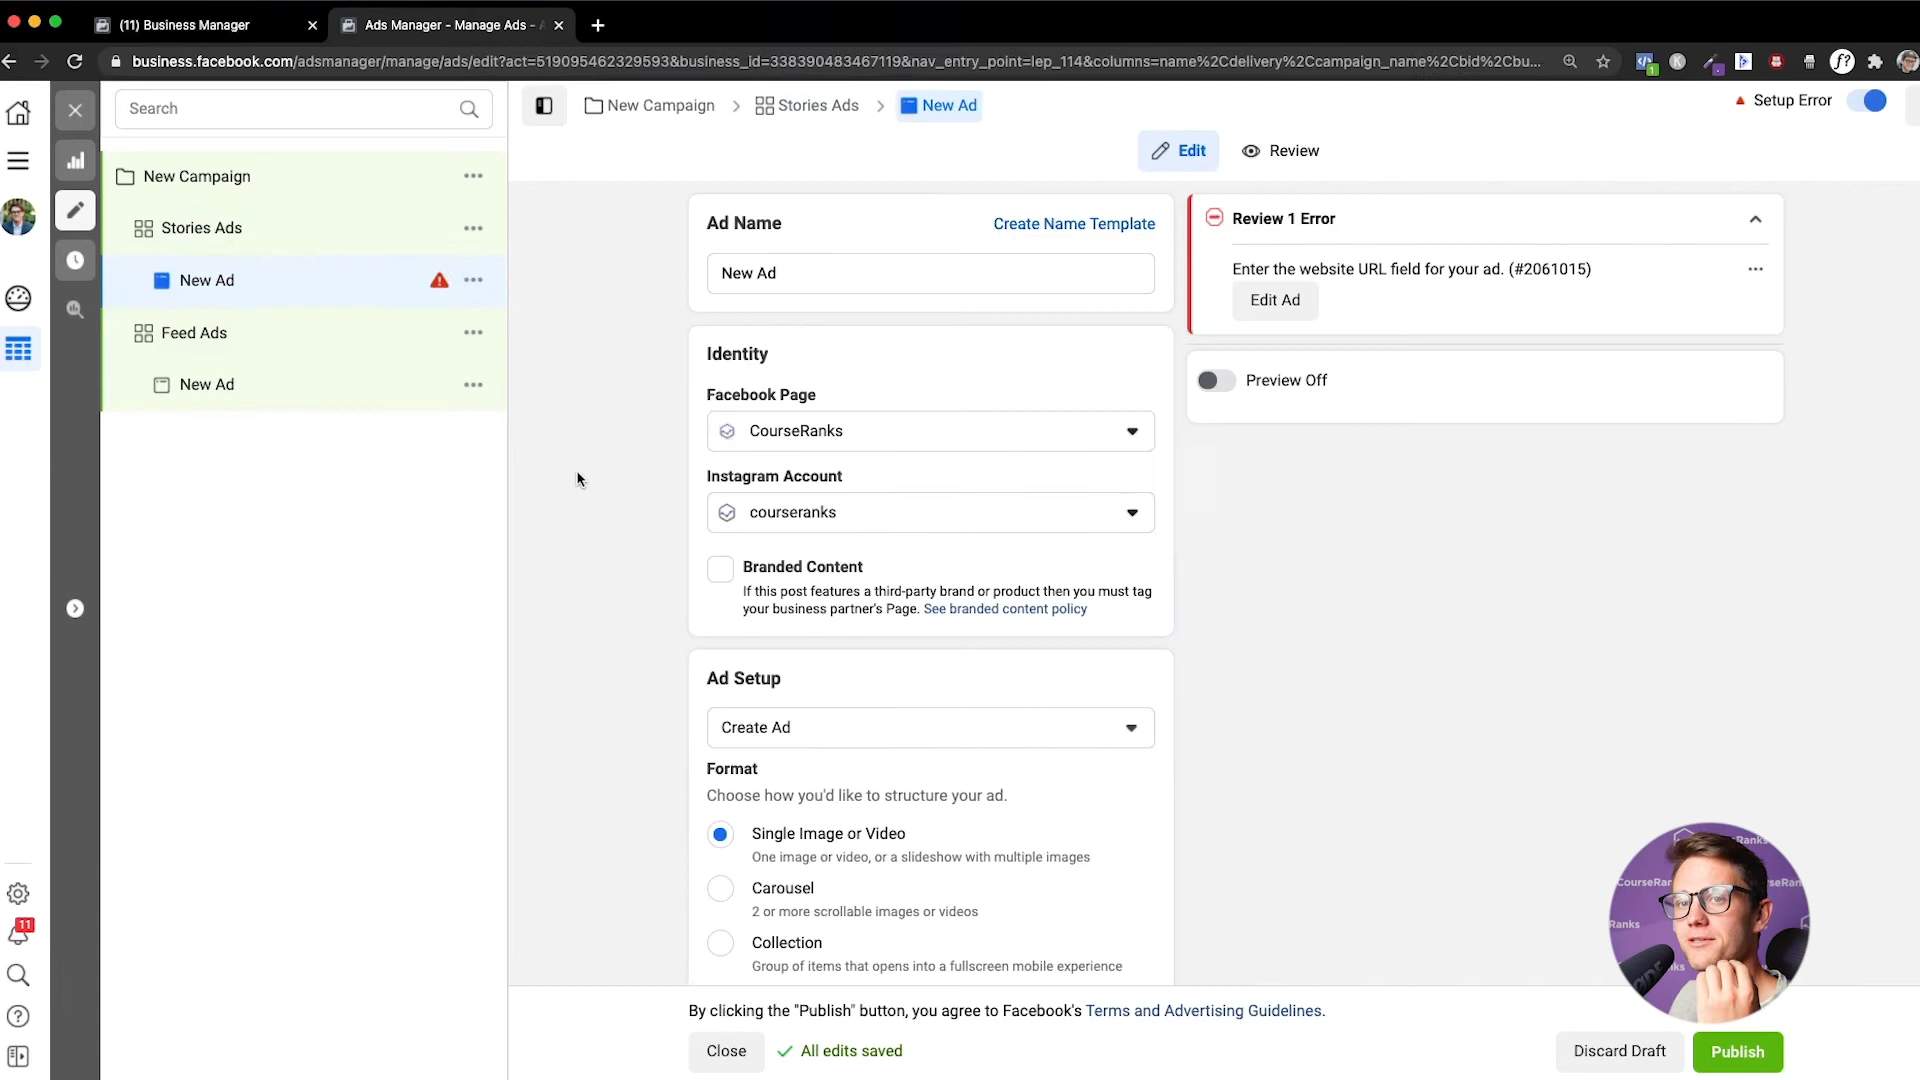 (11) Business Manager
Ads Manager - Manage Ads -
business.facebook.com/adsmanager/manage/ads/edit?act=519095462329593&business_id=338390483467119&nav_entry_point=lep_114&columns=name%2Cdelivery%2Ccampaign_name%2Cbid%2Cbu...
Search
New Campaign
Stories Ads
New Ad
Feed Ads
New Ad
11
New Campaign > Stories Ads > New Ad
Setup Error
Edit
Review
Ad Name
Create Name Template
New Ad
Identity
Facebook Page
CourseRanks
Instagram Account
courseranks
Branded Content
If this post features a third-party brand or product then you must tag
your business partner's Page. See branded content policy
Ad Setup
Create Ad
Format
Choose how you'd like to structure your ad.
Single Image or Video
One image or video, or a slideshow with multiple images
Carousel
2 or more scrollable images or videos
Collection
Group of items that opens into a fullscreen mobile experience
Review 1 Error
Enter the website URL field for your ad. (#2061015)
Edit Ad
Preview Off
By clicking the "Publish" button, you agree to Facebook's Terms and Advertising Guidelines.
Close
All edits saved
Discard Draft
Publish